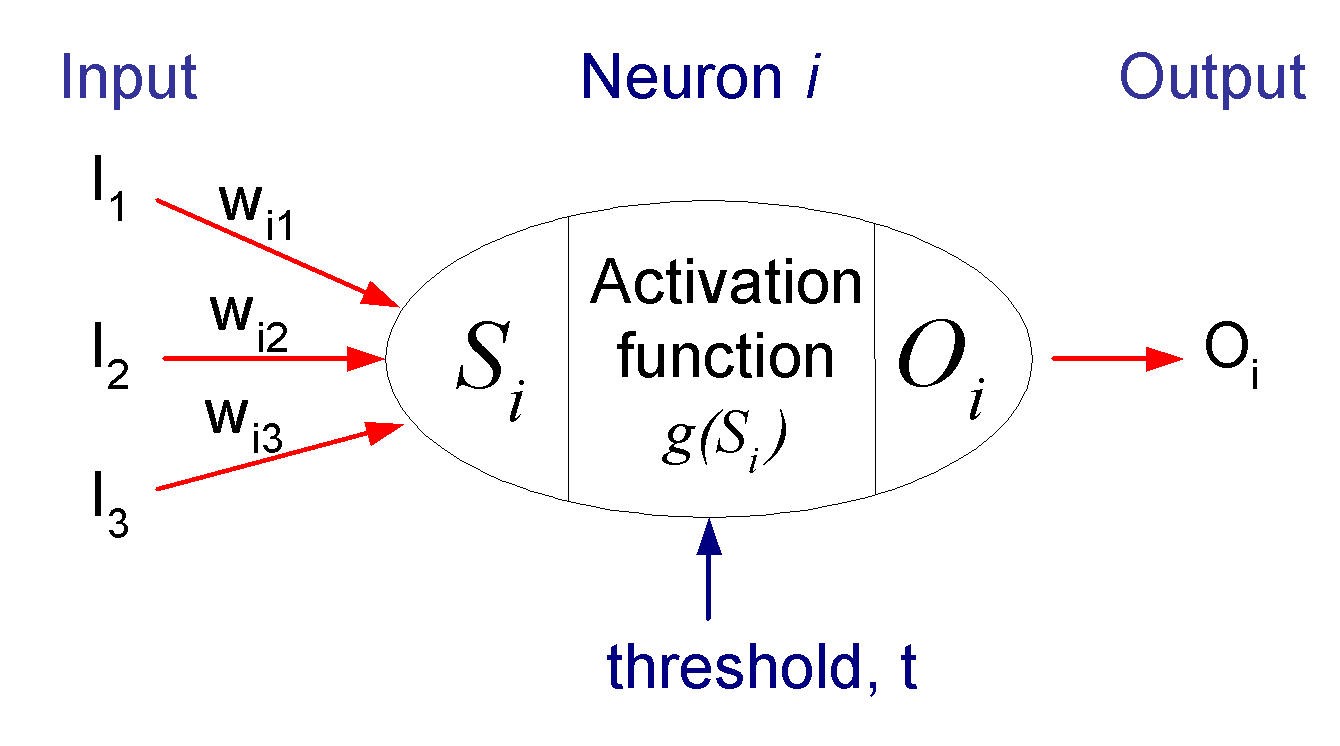 Input
Neuron i
Output
I1
wi1
I2
wi2
I3
wi3
Si
Activation
function
g(Si)
Oi
Oi
threshold, t